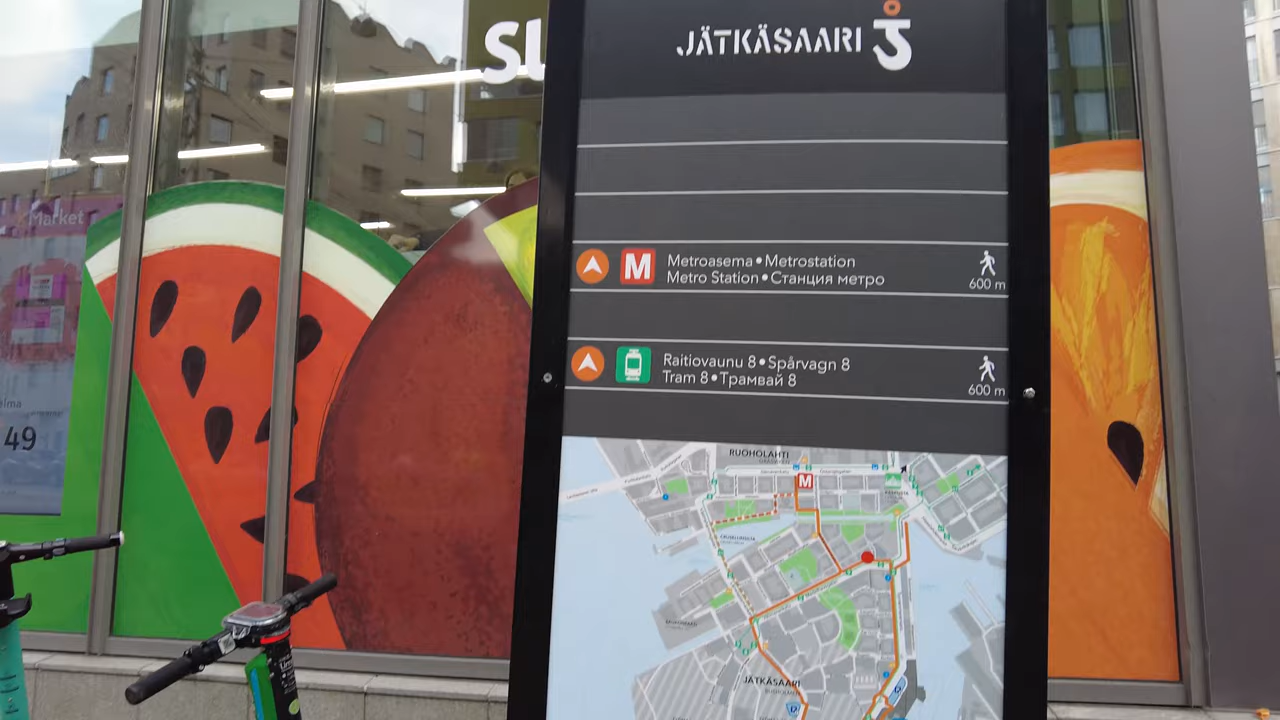 SL
JÄTKÄSAARI
Market
M
Metroasema • Metrostation
Metro Station • Станция метро
600 m
Raitiovaunu 8 • Spårvagn 8
Tram 8 • Трамвай 8
600 m
49
RUOHOLAHTI
M
JÄTKÄSAARI